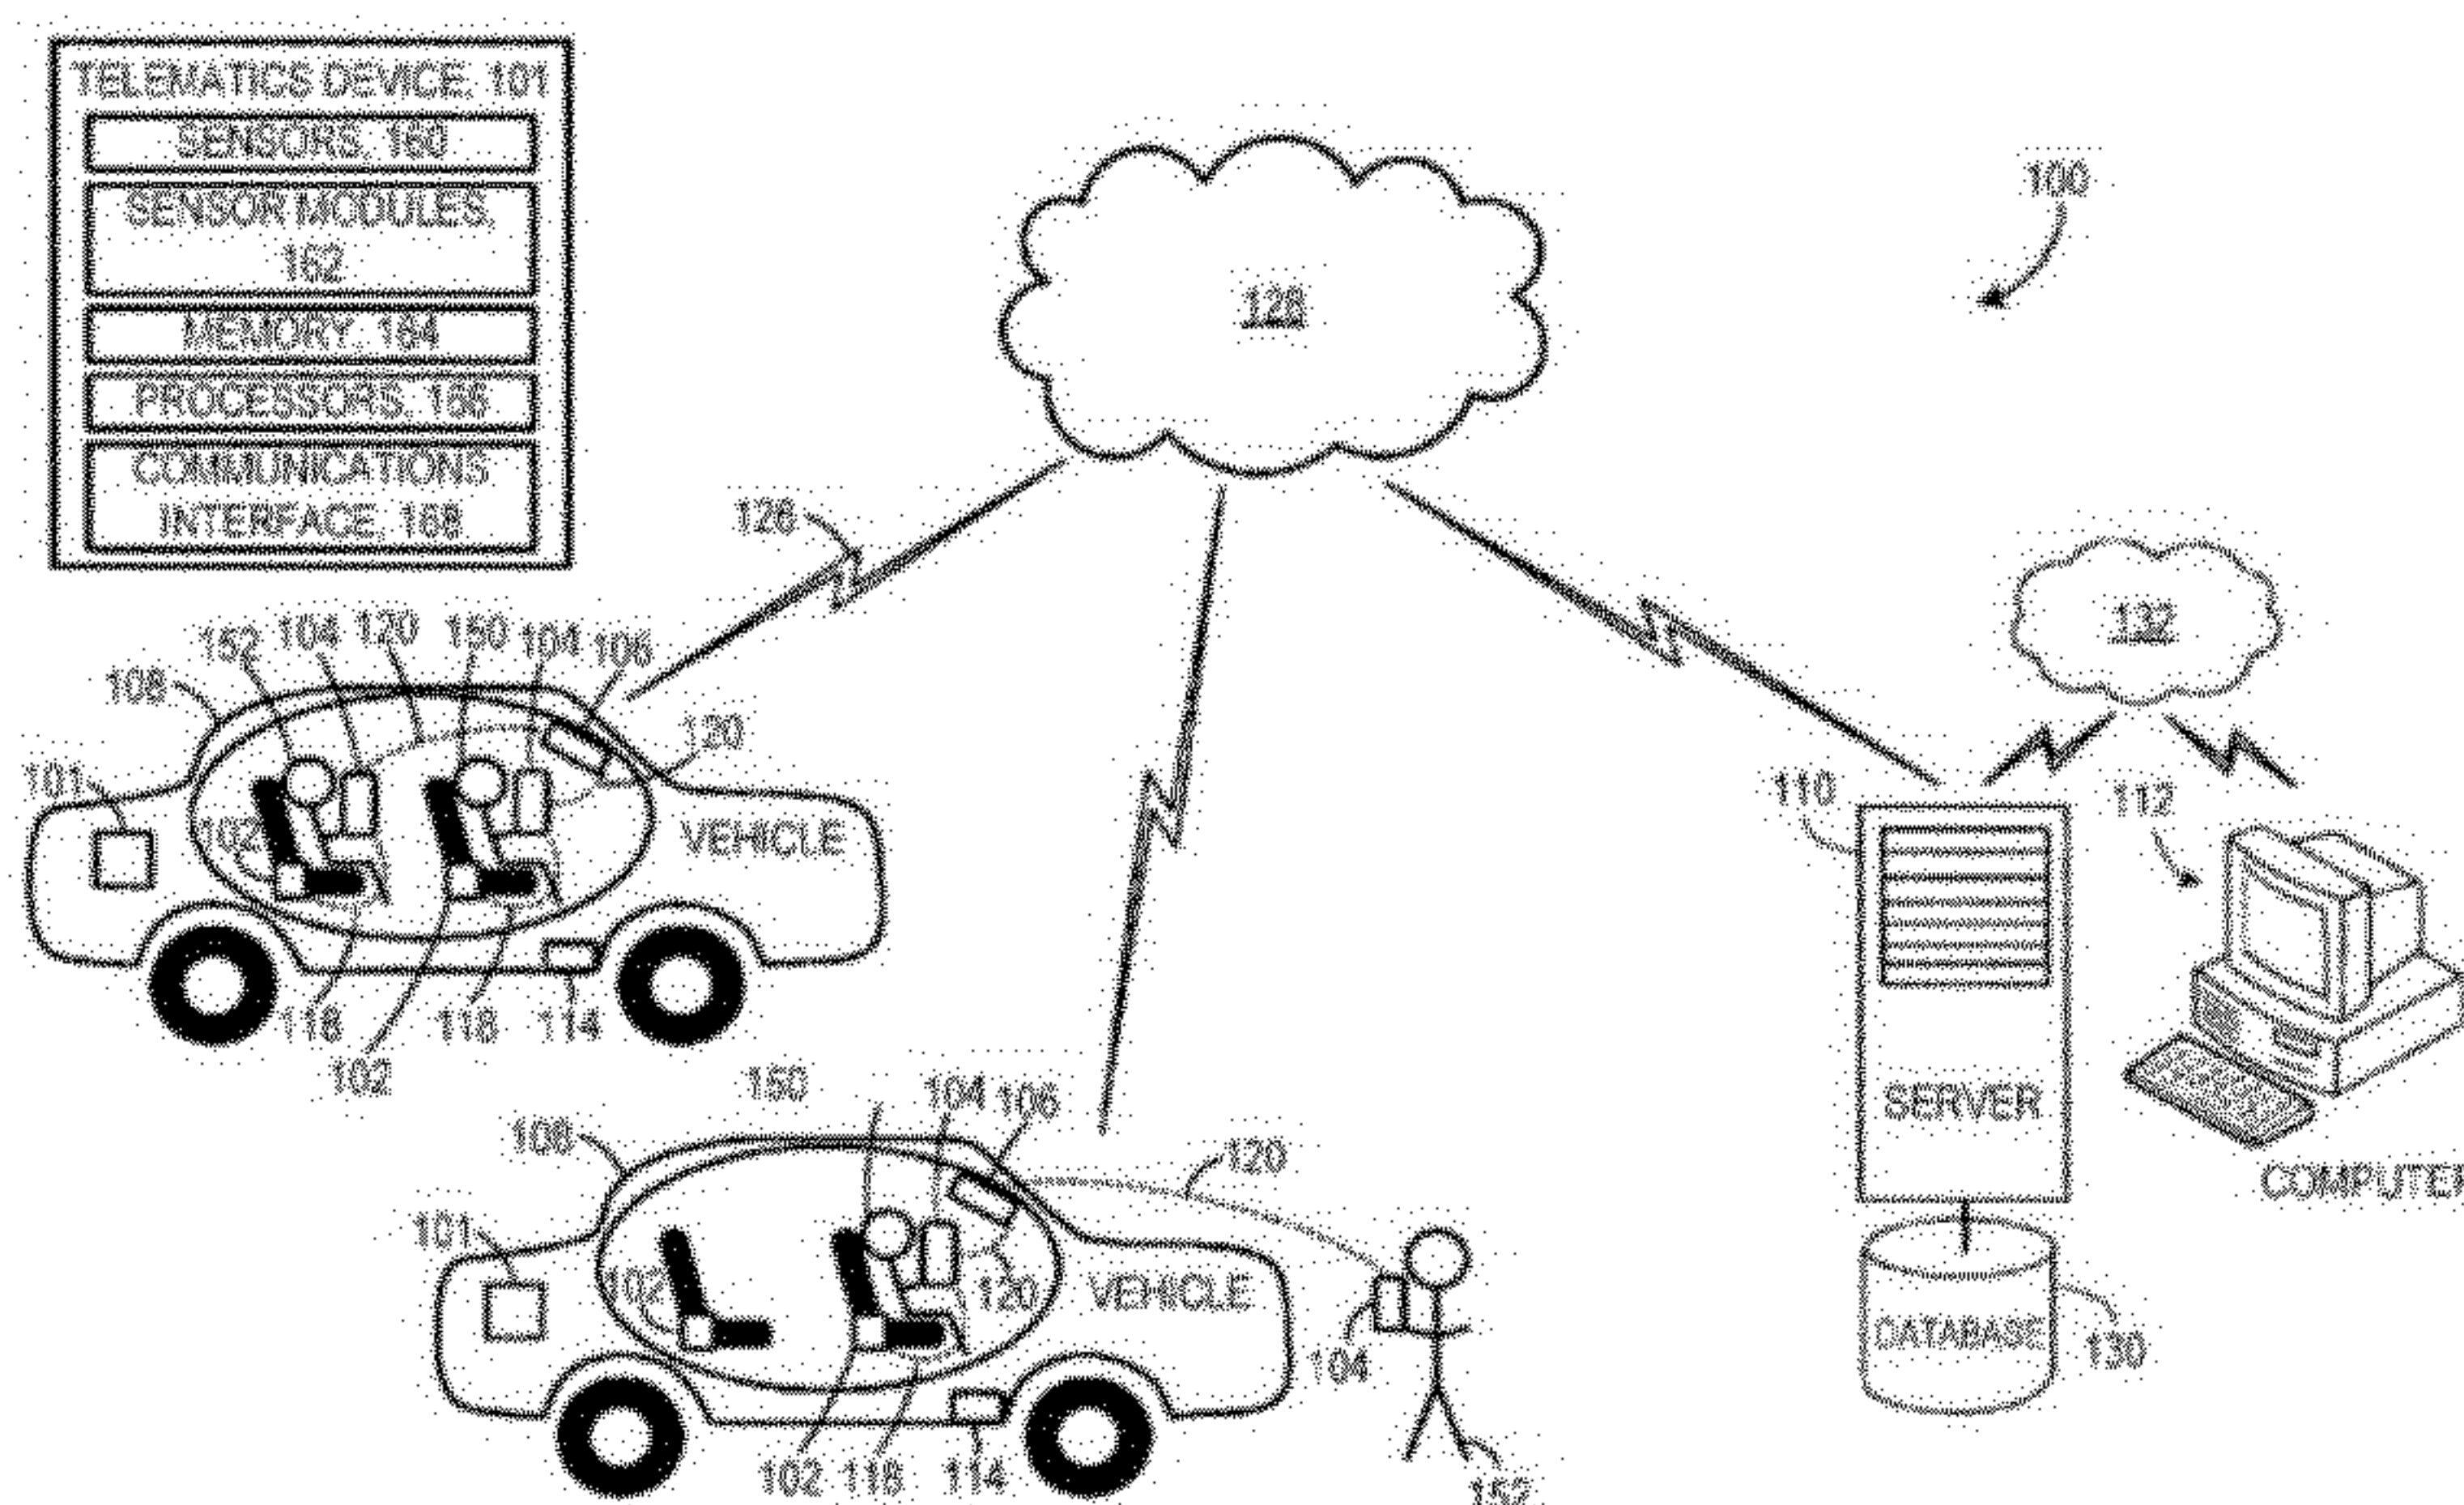 TELEMATICS DEVICE, 101
SENSORS, 160
SENSOR MODULES,
162
MEMORY, 164
PROCESSORS, 166
COMMUNICATIONS
INTERFACE, 168
100
128
126
132
152 104 120 150 104 106
108
120
101
102
VEHICLE
110
112
118
118
114
102
150
104 106
108
120
SERVER
COMPUTER
101
102
120
VEHICLE
104
DATABASE
130
102 118 114
152